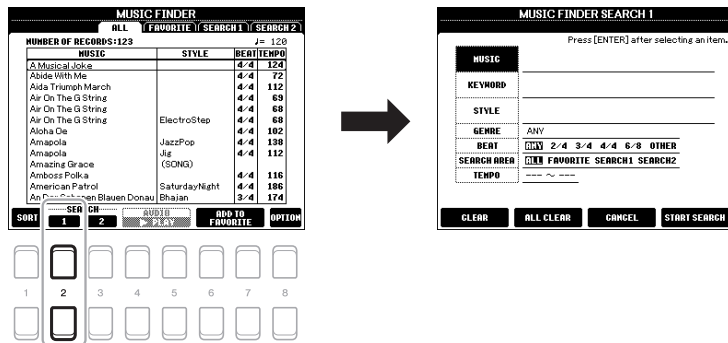 MUSIC FINDER
ALL FAVORITE SEARCH 1 SEARCH 2
NUMBER OF RECORDS:123 ♩= 120
MUSIC STYLE BEAT TEMPO
A Musical Joke 4/4 124
Abide With Me 4/4 72
Aida Triumph March 4/4 112
Air On The G String 4/4 69
Air On The G String 4/4 68
Air On The G String ElectroStep 4/4 68
Aloha Oe 4/4 102
Amapola JazzPop 4/4 138
Amapola Jig 4/4 112
Amazing Grace (SONG)
Amboss Polka 4/4 116
American Patrol SaturdayNight 4/4 186
An Der Schonen Blauen Donau Bhajan 3/4 174
SORT SEARCH 1 2 AUDIO PLAY ADD TO FAVORITE OPTION
1 2 3 4 5 6 7 8
MUSIC FINDER SEARCH 1
Press [ENTER] after selecting an item.
MUSIC
KEYWORD
STYLE
GENRE ANY
BEAT ANY 2/4 3/4 4/4 6/8 OTHER
SEARCH AREA ALL FAVORITE SEARCH1 SEARCH2
TEMPO --- ~ ---
CLEAR ALL CLEAR CANCEL START SEARCH